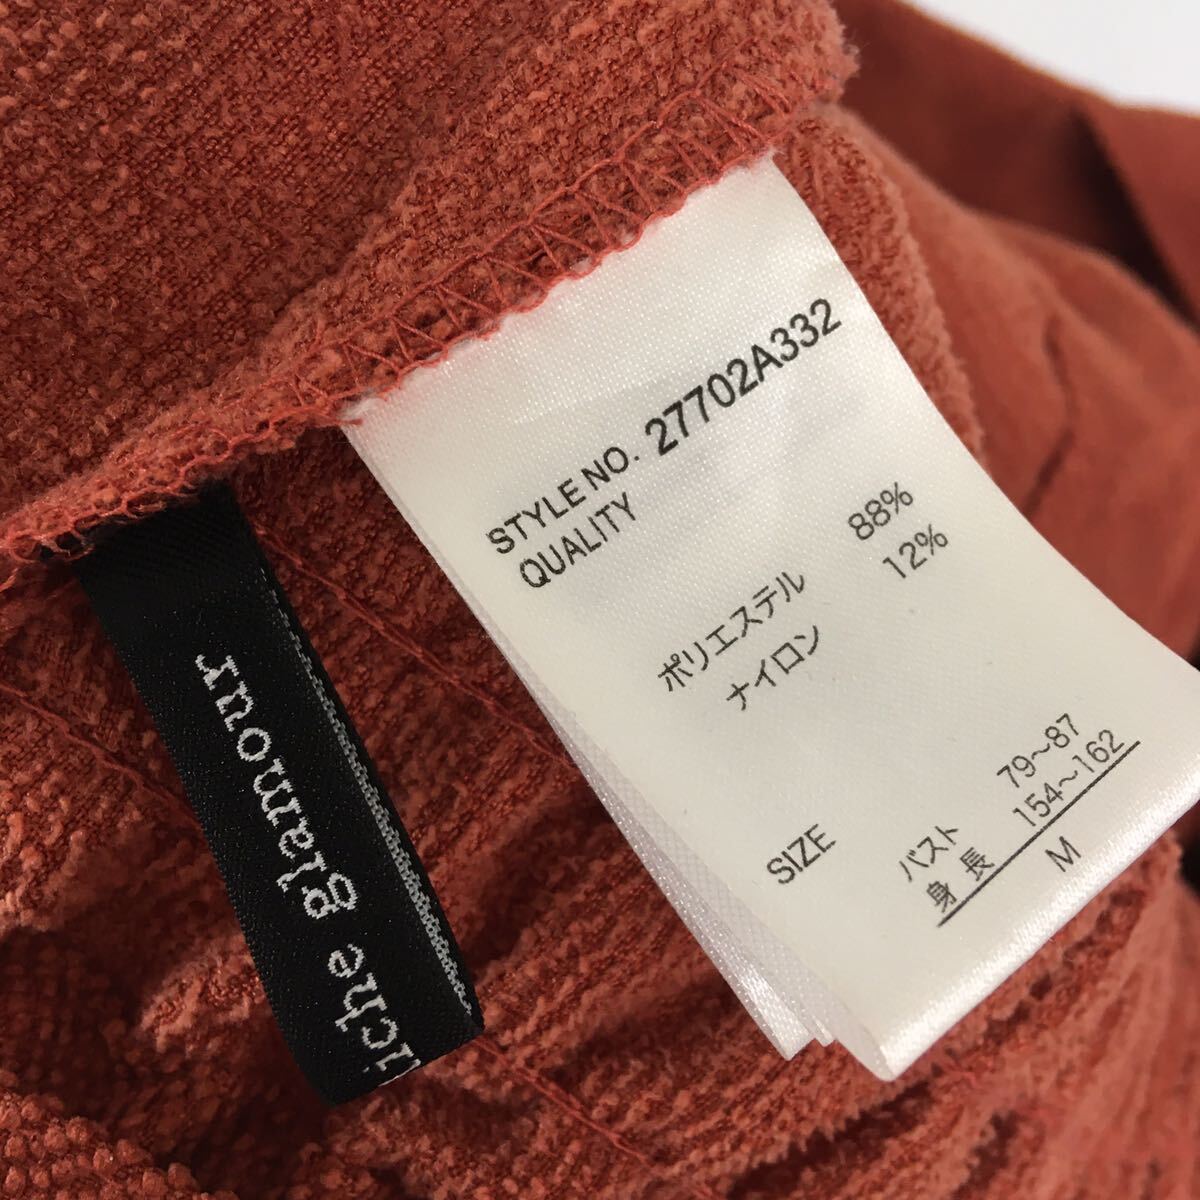 STYLE NO. 27702A332
QUALITY
ポリエステル 88%
ナイロン 12%
SIZE
バスト 79~87
身長 154~162
M
glamour